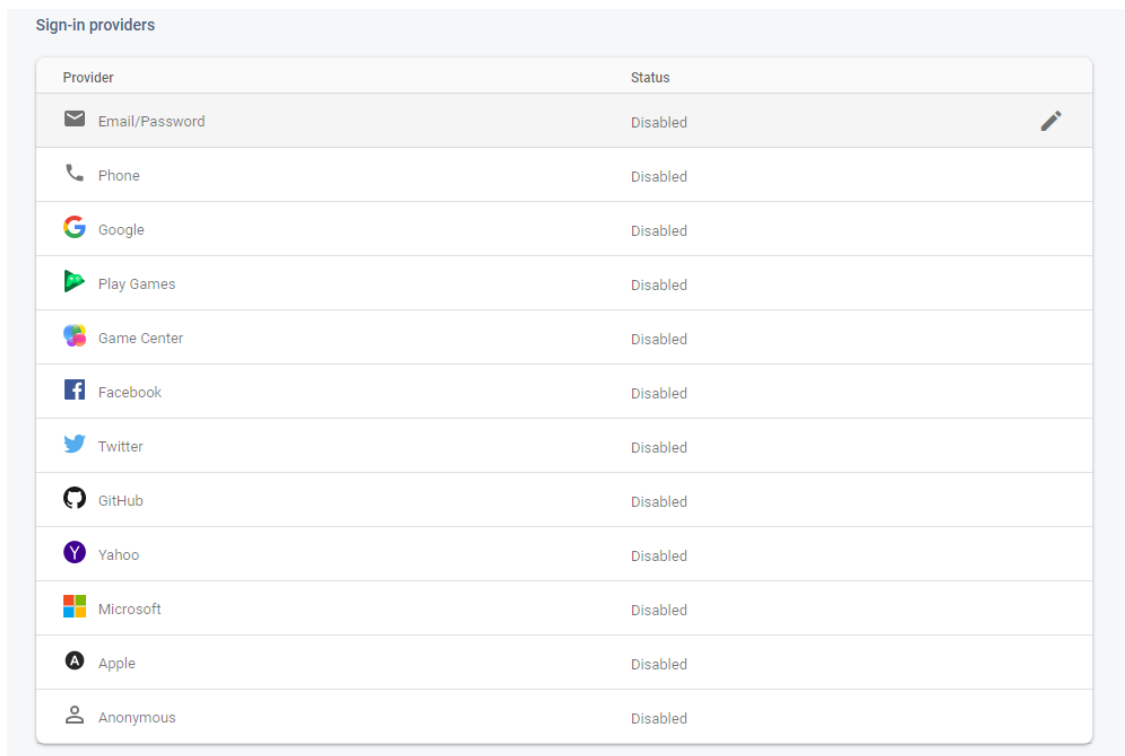 Sign-in providers
Provider Status
Email/Password Disabled
Phone Disabled
Google Disabled
Play Games Disabled
Game Center Disabled
Facebook Disabled
Twitter Disabled
GitHub Disabled
Yahoo Disabled
Microsoft Disabled
Apple Disabled
Anonymous Disabled